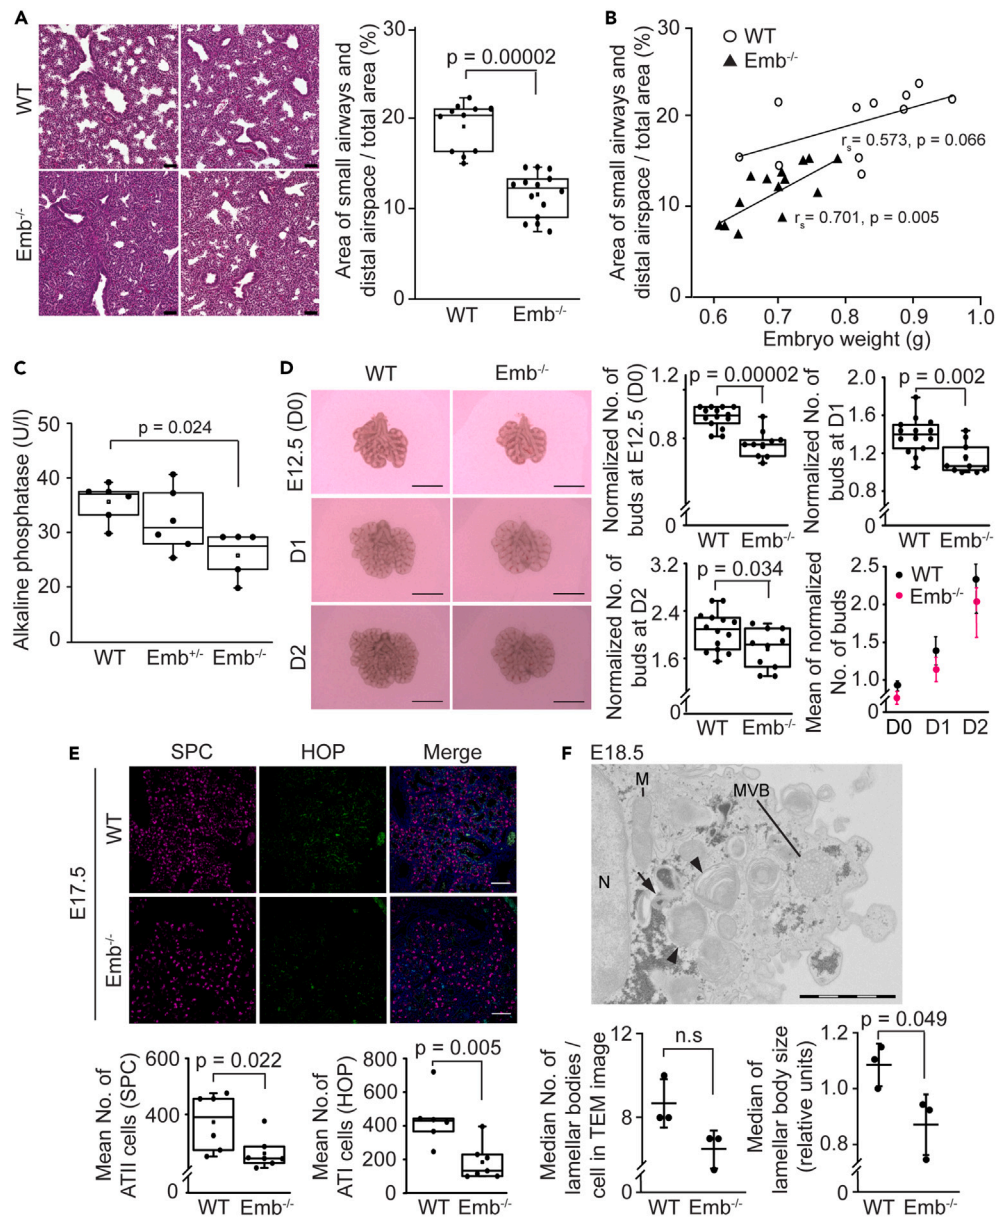 A
WT
Emb-/-
Area of small airways and
distal airspace / total area (%)
30
20
10
0
p = 0.00002
WT
Emb-/-
B
Area of small airways and
distal airspace / total area (%)
30
20
10
0
WT
Emb-/-
rs= 0.573, p = 0.066
rs= 0.701, p = 0.005
0.6
0.7
0.8
0.9
1.0
Embryo weight (g)
C
Alkaline phosphatase (U/l)
50
40
30
20
0
p = 0.024
WT
Emb+/-
Emb-/-
D
WT
Emb-/-
E12.5 (D0)
D1
D2
Normalized No. of
buds at E12.5 (D0)
1.2
0.8
0
p = 0.00002
WT
Emb-/-
Normalized No. of
buds at D1
2.0
1.6
1.2
0
p = 0.002
WT
Emb-/-
Normalized No. of
buds at D2
3.2
2.4
1.6
0
p = 0.034
WT
Emb-/-
Mean of normalized
No. of buds
2.5
2.0
1.5
1.0
0
WT
Emb-/-
D0
D1
D2
E
SPC
HOP
Merge
E17.5
WT
Emb-/-
Mean No. of
ATII cells (SPC)
600
400
0
p = 0.022
WT
Emb-/-
Mean No.of
ATI cells (HOP)
800
600
400
200
0
p = 0.005
WT
Emb-/-
F
E18.5
M
MVB
N
Median No. of
lamellar bodies /
cell in TEM image
12
8
0
n.s
WT
Emb-/-
Median of
lamellar body size
(relative units)
1.2
1.0
0.8
0
p = 0.049
WT
Emb-/-